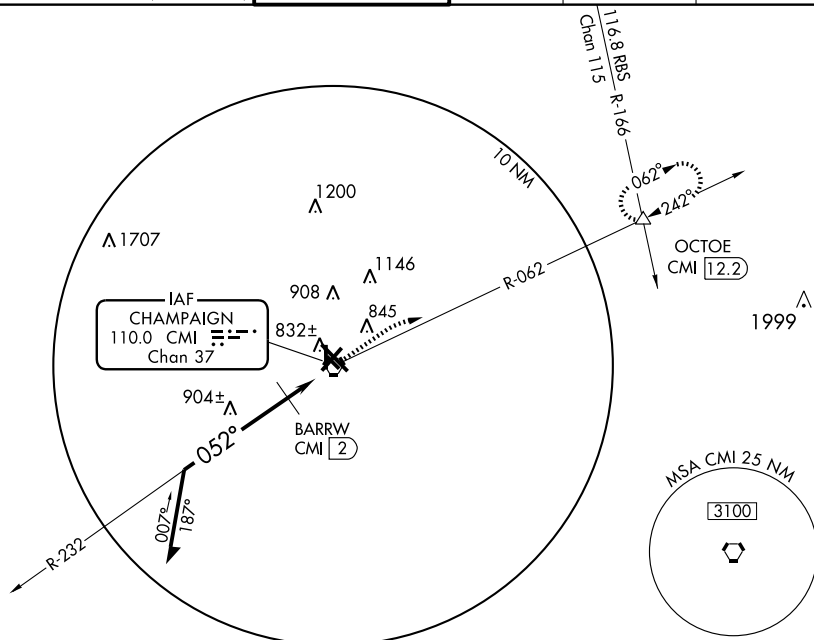 116.8 RBS
Chan 115
R-166
10 NM
062°
242°
1200
1707
OCTOE
CMI 12.2
1146
R-062
908
IAF
CHAMPAIGN
110.0 CMI
Chan 37
845
832±
1999
904±
BARRW
CMI 2
052°
MSA CMI 25 NM
3100
007°
187°
R-232